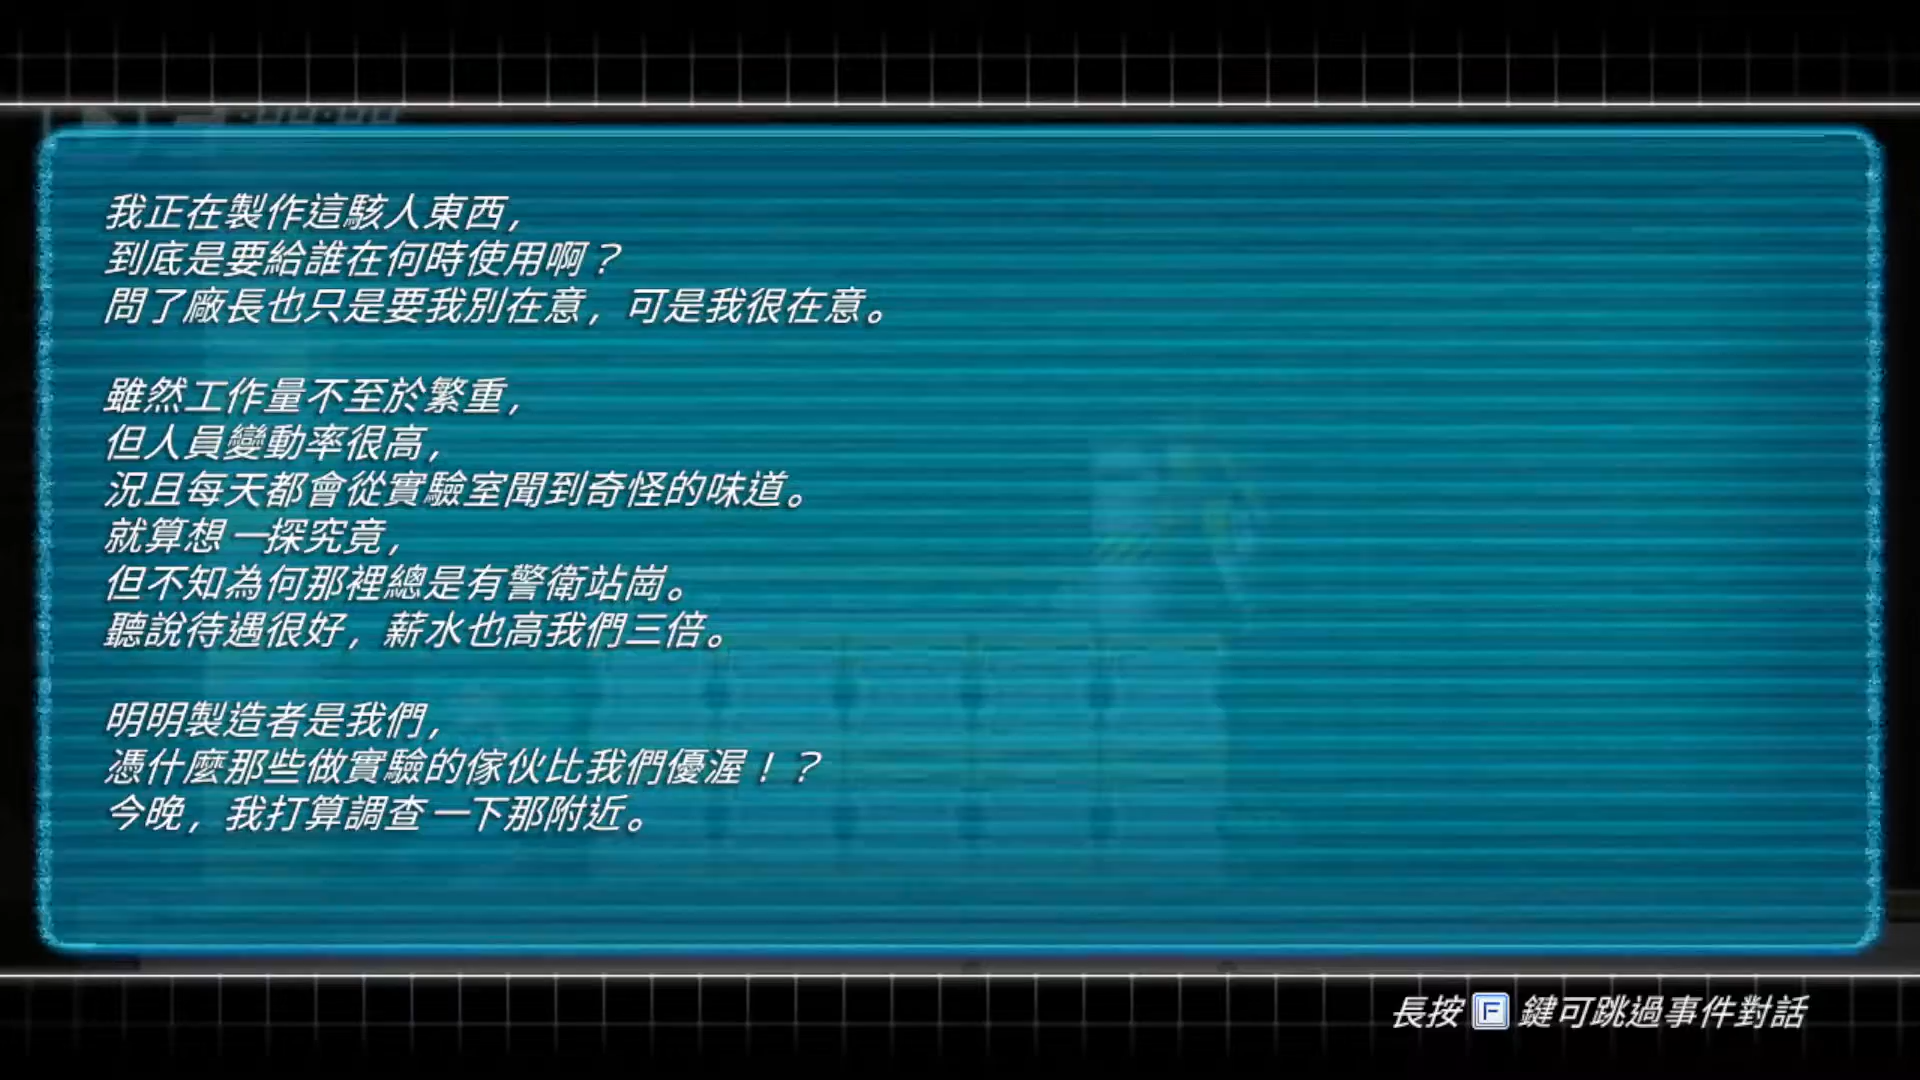 我正在製作這駭人東西，
到底是要給誰在何時使用啊？
問了廠長也只是要我別在意，可是我很在意。
雖然工作量不至於繁重，
但人員變動率很高，
況且每天都會從實驗室聞到奇怪的味道。
就算想一探究竟，
但不知為何那裡總是有警衛站崗。
聽說待遇很好，薪水也高我們三倍。
明明製造者是我們，
憑什麼那些做實驗的傢伙比我們優渥！？
今晚，我打算調查一下那附近。
長按 F 鍵可跳過事件對話